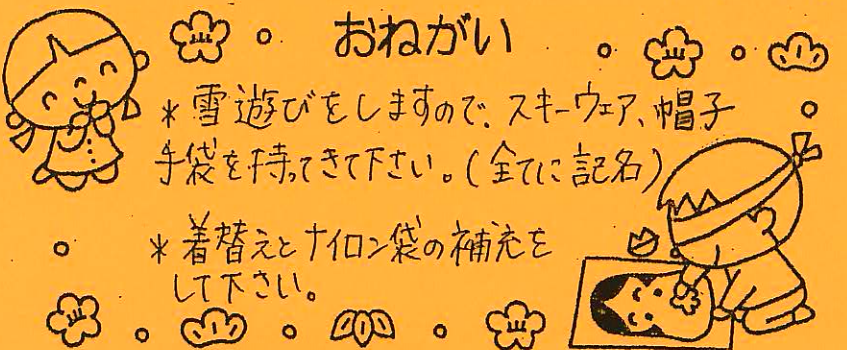 おねがい
*雪遊びをしますので、スキーウェア、帽子
手袋を持ってきて下さい。(全てに記名)
*着替えとナイロン袋の補充を
して下さい。